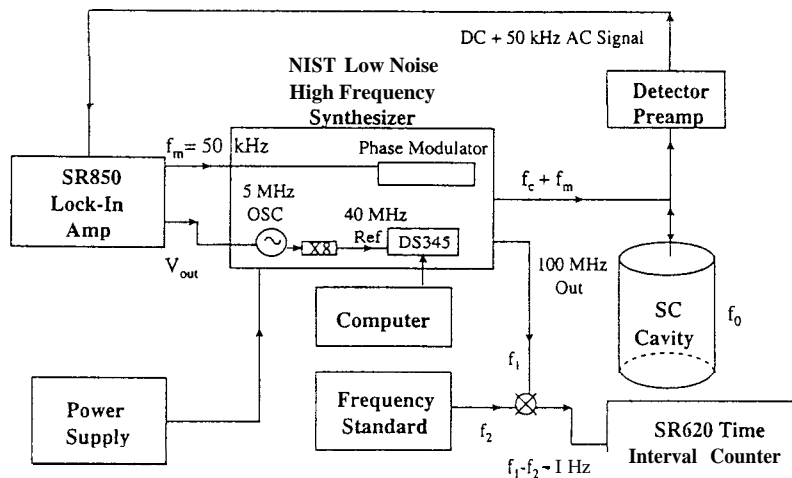 DC + 50 kHz AC Signal
NIST Low Noise
High Frequency
Synthesizer
Detector
Preamp
f_m = 50 kHz
Phase Modulator
SR850
Lock-In
Amp
f_c + f_m
5 MHz
OSC
40 MHz
Ref
X8
DS345
V_out
100 MHz
Out
SC
Cavity
f_0
Computer
f_1
Power
Supply
Frequency
Standard
f_2
SR620 Time
Interval Counter
f_1-f_2 ~ 1 Hz